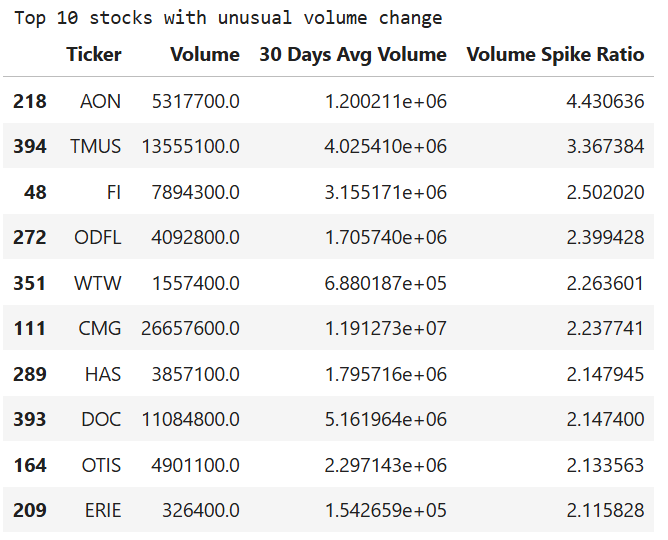 Top 10 stocks with unusual volume change
Ticker Volume 30 Days Avg Volume Volume Spike Ratio
218 AON 5317700.0 1.200211e+06 4.430636
394 TMUS 13555100.0 4.025410e+06 3.367384
48 FI 7894300.0 3.155171e+06 2.502020
272 ODFL 4092800.0 1.705740e+06 2.399428
351 WTW 1557400.0 6.880187e+05 2.263601
111 CMG 26657600.0 1.191273e+07 2.237741
289 HAS 3857100.0 1.795716e+06 2.147945
393 DOC 11084800.0 5.161964e+06 2.147400
164 OTIS 4901100.0 2.297143e+06 2.133563
209 ERIE 326400.0 1.542659e+05 2.115828